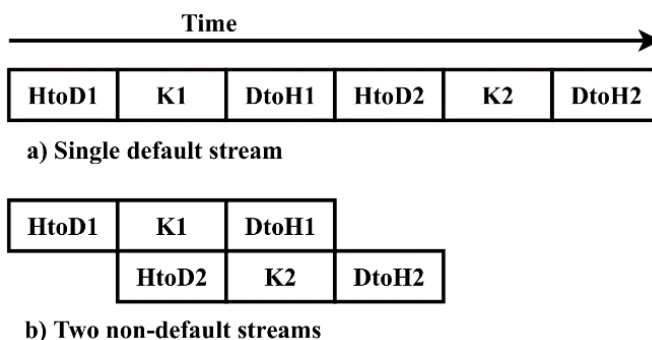 Time
HtoD1 K1 DtoH1 HtoD2 K2 DtoH2
a) Single default stream
HtoD1 K1 DtoH1
HtoD2 K2 DtoH2
b) Two non-default streams